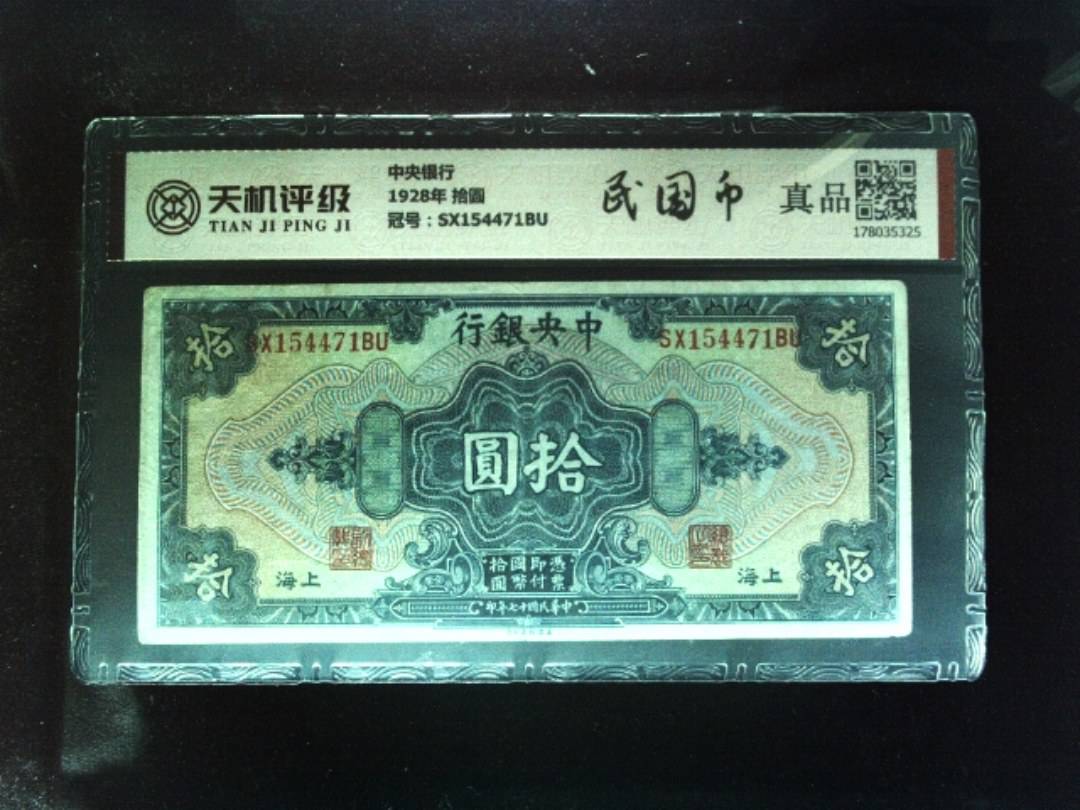 天机评级
TIAN JI PING JI
中央银行
1928年 拾圆
冠号：SX154471BU
民国币
真品
178035325
行銀央中
拾
SX154471BU
SX154471BU
拾
圓拾
憑票
即付
國幣
拾圓
上海
上海
拾
拾
中華民國十七年印